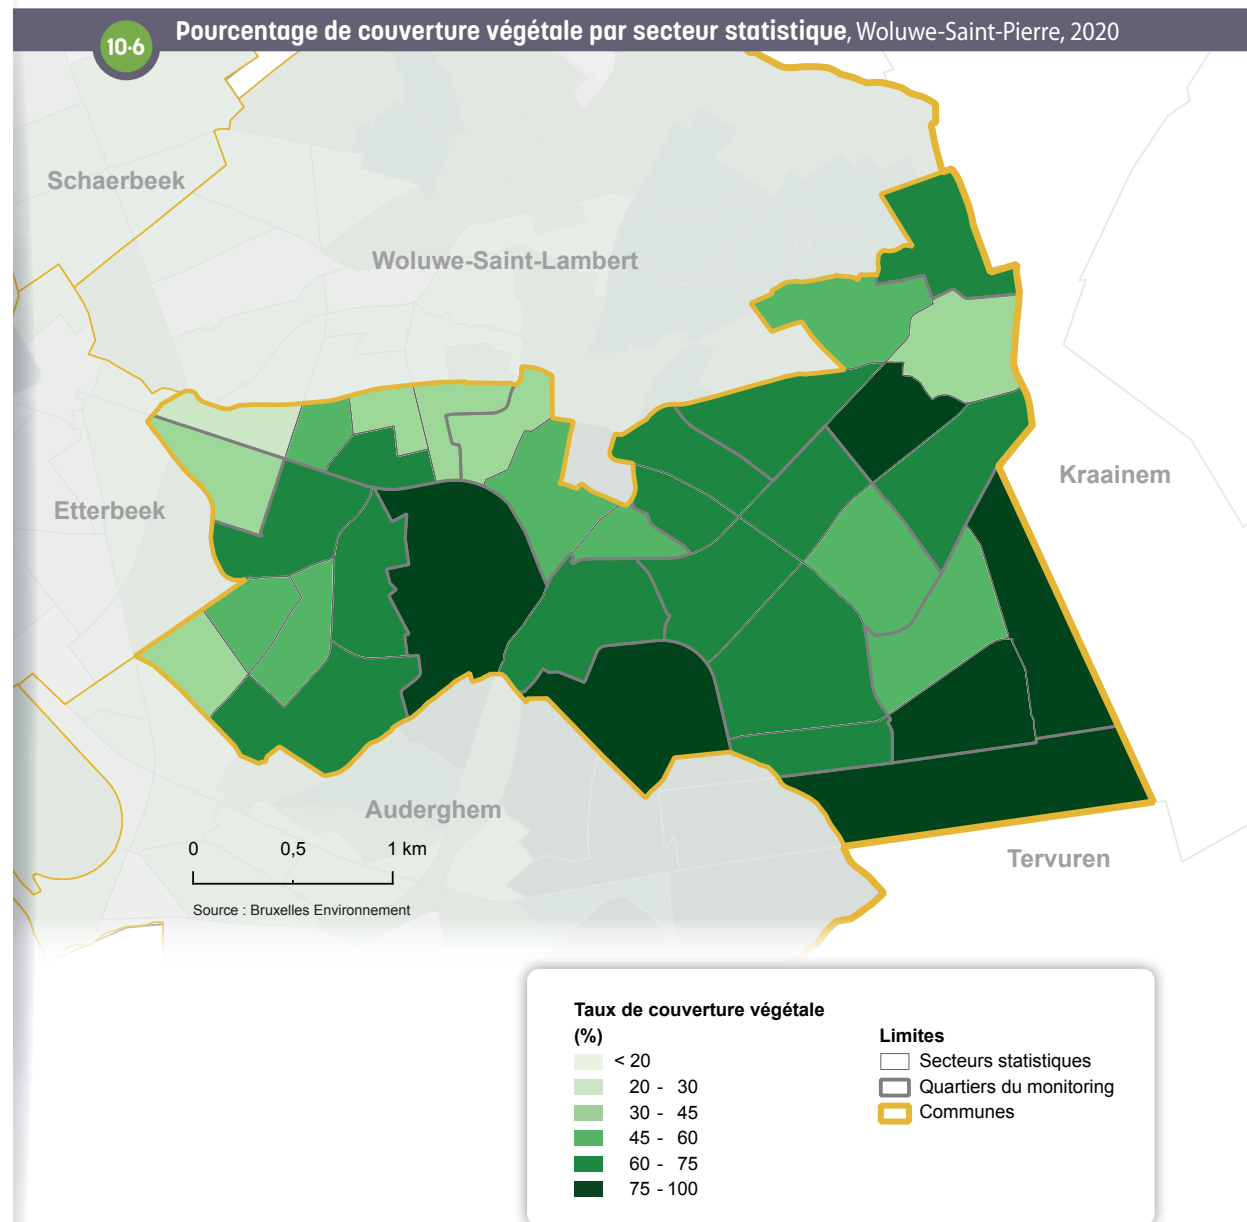 10·6
Pourcentage de couverture végétale par secteur statistique, Woluwe-Saint-Pierre, 2020
Schaerbeek
Woluwe-Saint-Lambert
Kraainem
Etterbeek
Auderghem
Tervuren
0 0,5 1 km
Source : Bruxelles Environnement
Taux de couverture végétale
(%)
< 20
20 - 30
30 - 45
45 - 60
60 - 75
75 - 100
Limites
Secteurs statistiques
Quartiers du monitoring
Communes